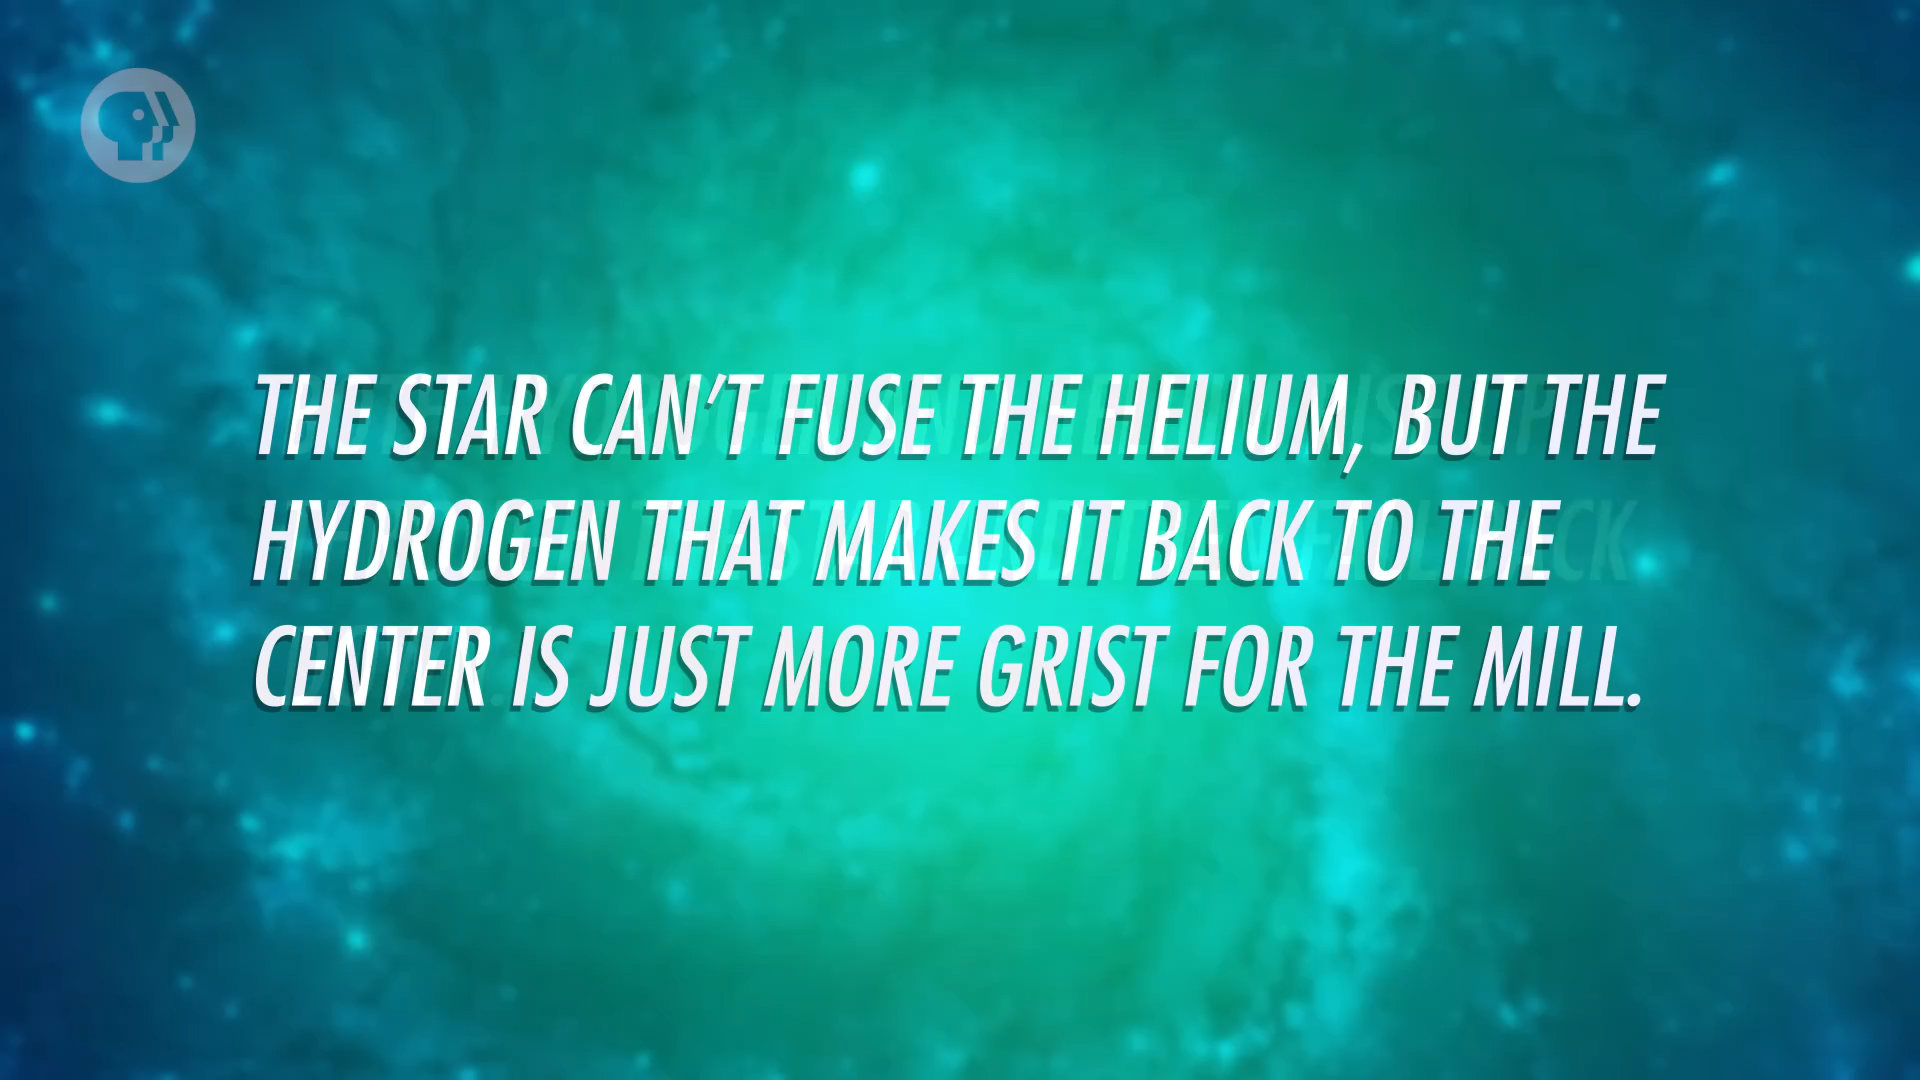 THE STAR CAN'T FUSE THE HELIUM, BUT THE
HYDROGEN THAT MAKES IT BACK TO THE
CENTER IS JUST MORE GRIST FOR THE MILL.